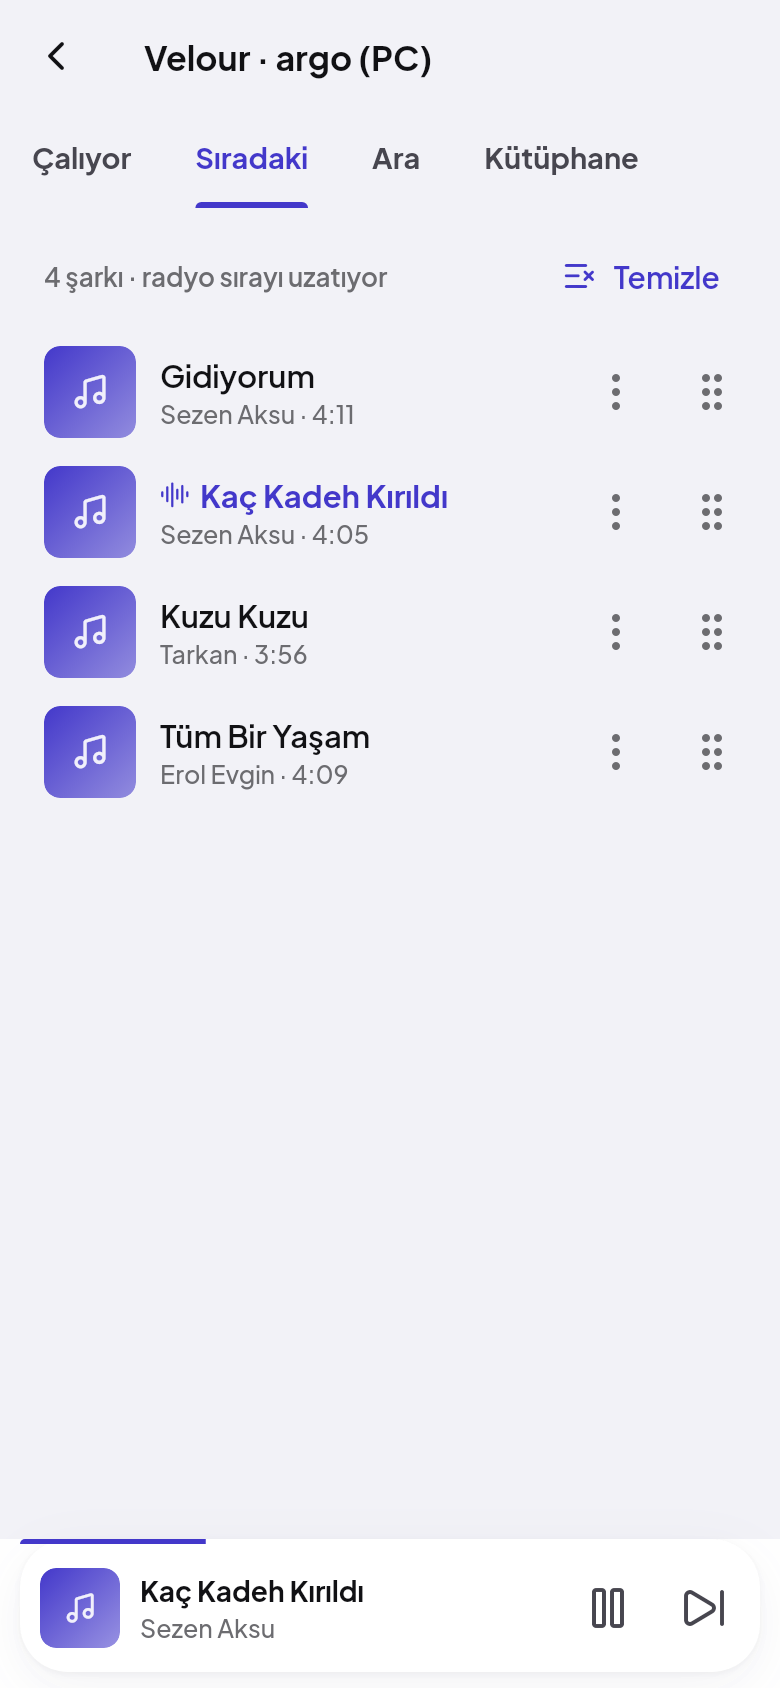 Velour · argo (PC)
Çalıyor Sıradaki Ara Kütüphane
4 şarkı · radyo sırayı uzatıyor Temizle
Gidiyorum
Sezen Aksu · 4:11
Kaç Kadeh Kırıldı
Sezen Aksu · 4:05
Kuzu Kuzu
Tarkan · 3:56
Tüm Bir Yaşam
Erol Evgin · 4:09
Kaç Kadeh Kırıldı
Sezen Aksu